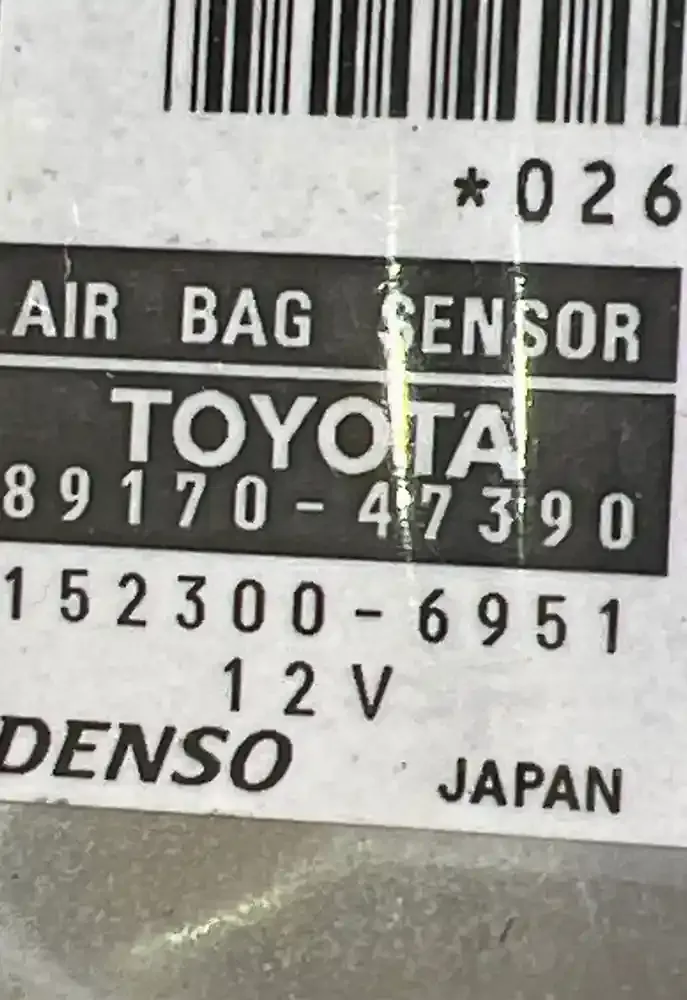 *026
AIR BAG SENSOR
TOYOTA
89170-47390
152300-6951
12V
DENSO JAPAN